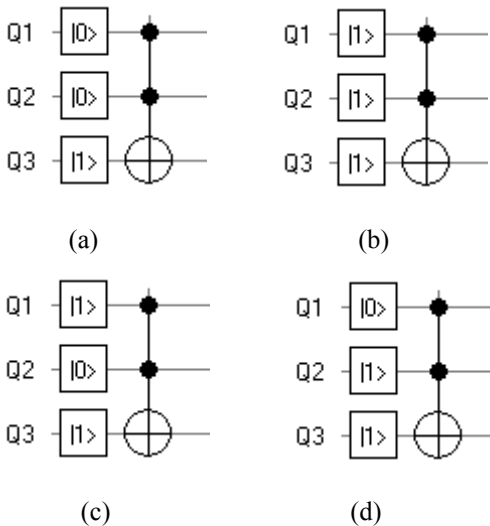 Q1 |0>
Q2 |0>
Q3 |1>
(a)
Q1 |1>
Q2 |1>
Q3 |1>
(b)
Q1 |1>
Q2 |0>
Q3 |1>
(c)
Q1 |0>
Q2 |1>
Q3 |1>
(d)